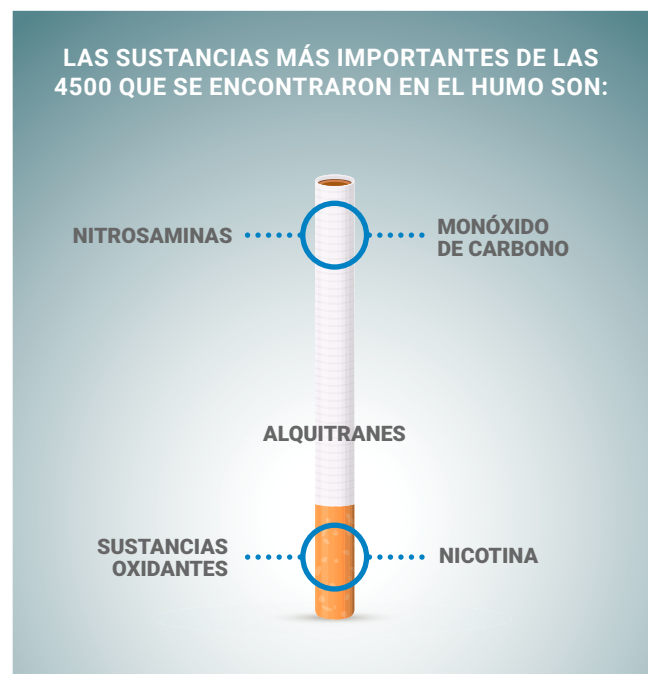 LAS SUSTANCIAS MÁS IMPORTANTES DE LAS
4500 QUE SE ENCONTRARON EN EL HUMO SON:
NITROSAMINAS
MONÓXIDO
DE CARBONO
ALQUITRANES
SUSTANCIAS
OXIDANTES
NICOTINA